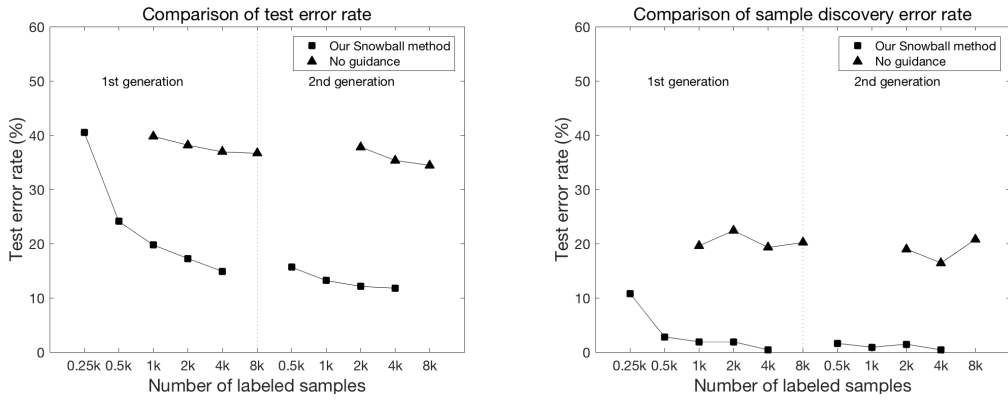 Comparison of test error rate
60
50
40
30
20
10
0
Test error rate (%)
Our Snowball method
No guidance
1st generation
2nd generation
0.25k 0.5k 1k 2k 4k 8k 0.5k 1k 2k 4k 8k
Number of labeled samples
Comparison of sample discovery error rate
60
50
40
30
20
10
0
Test error rate (%)
Our Snowball method
No guidance
1st generation
2nd generation
0.25k 0.5k 1k 2k 4k 8k 0.5k 1k 2k 4k 8k
Number of labeled samples